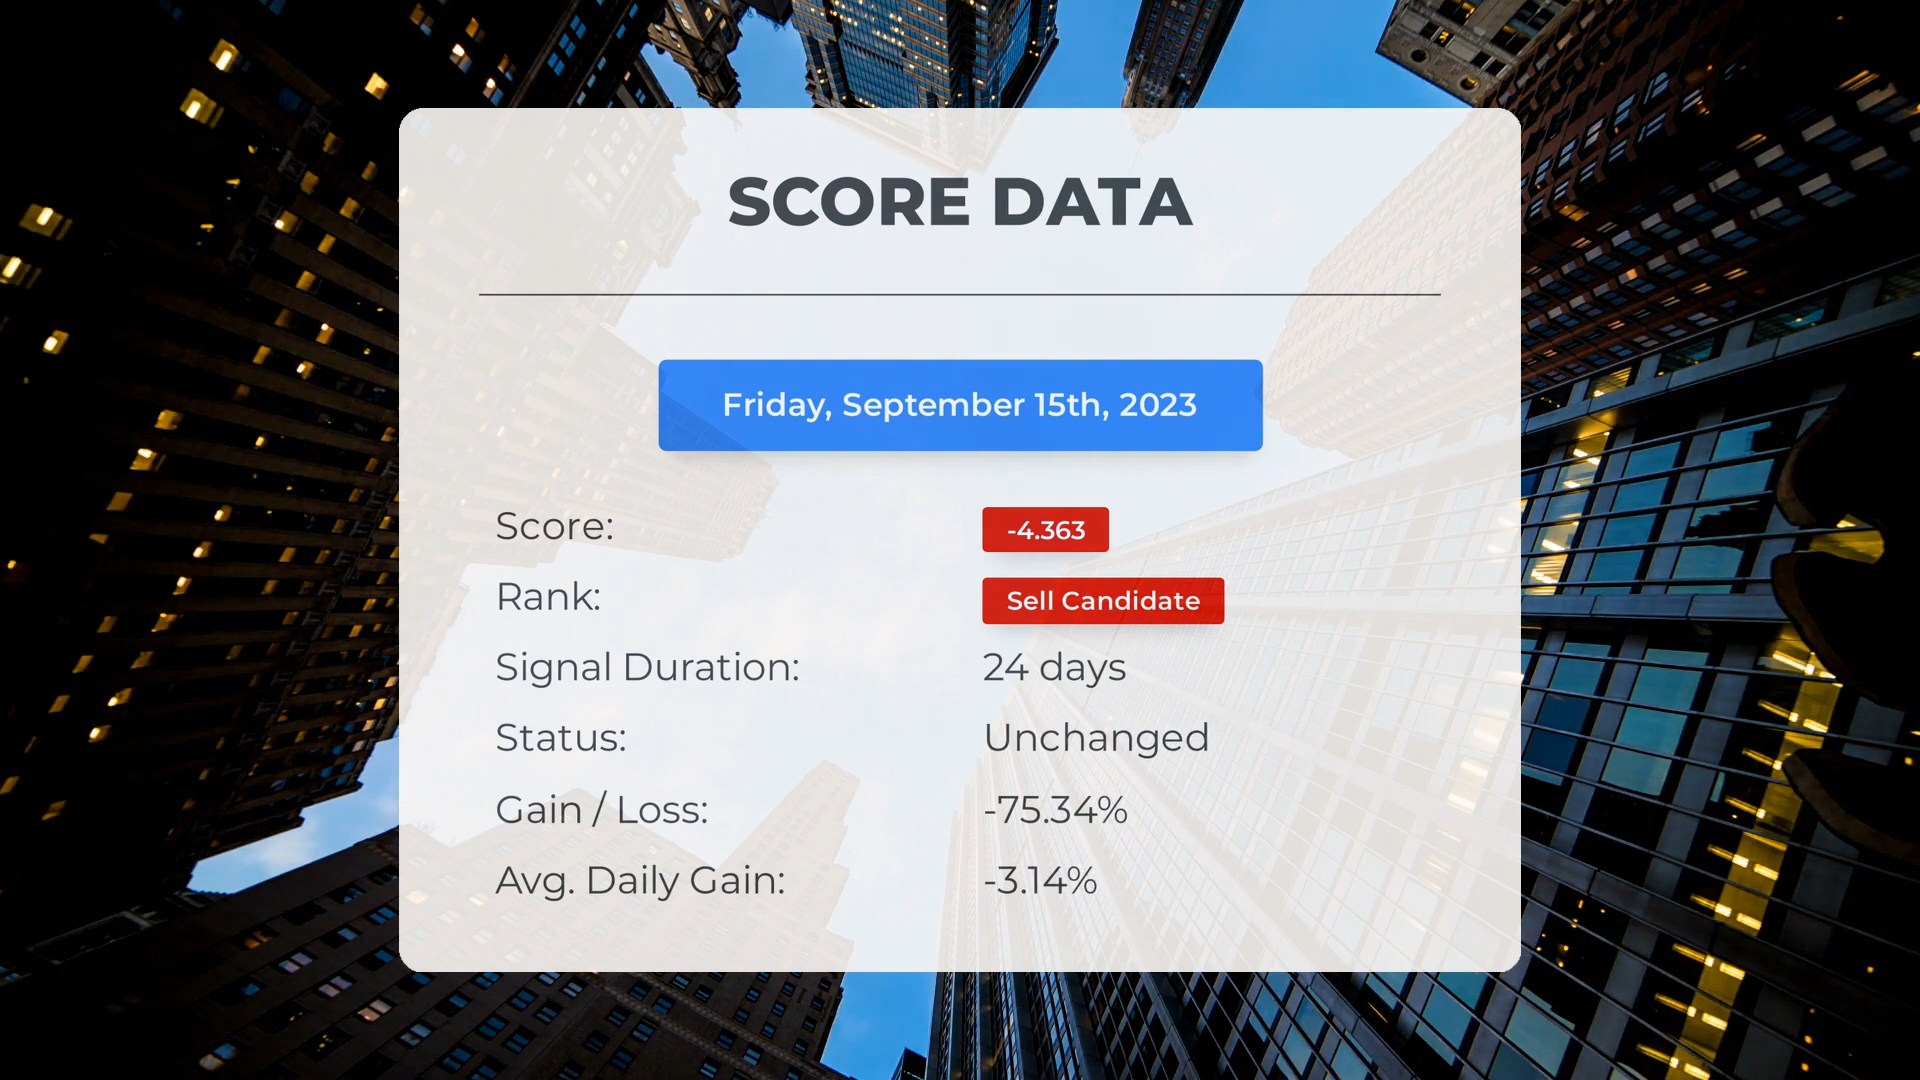 SCORE DATA
Friday, September 15th, 2023
Score: -4.363
Rank: Sell Candidate
Signal Duration: 24 days
Status: Unchanged
Gain / Loss: -75.34%
Avg. Daily Gain: -3.14%